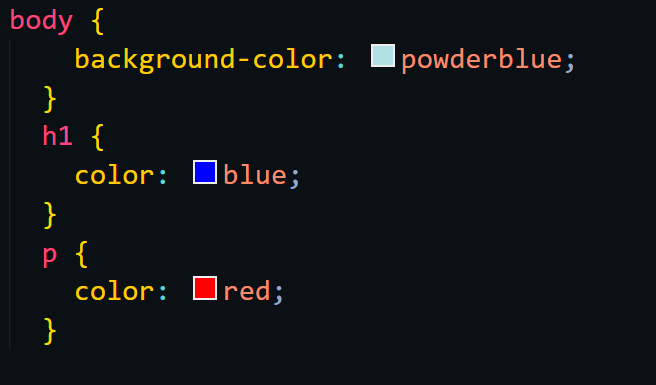 body {
    background-color: powderblue;
  }
  h1 {
    color: blue;
  }
  p {
    color: red;
  }